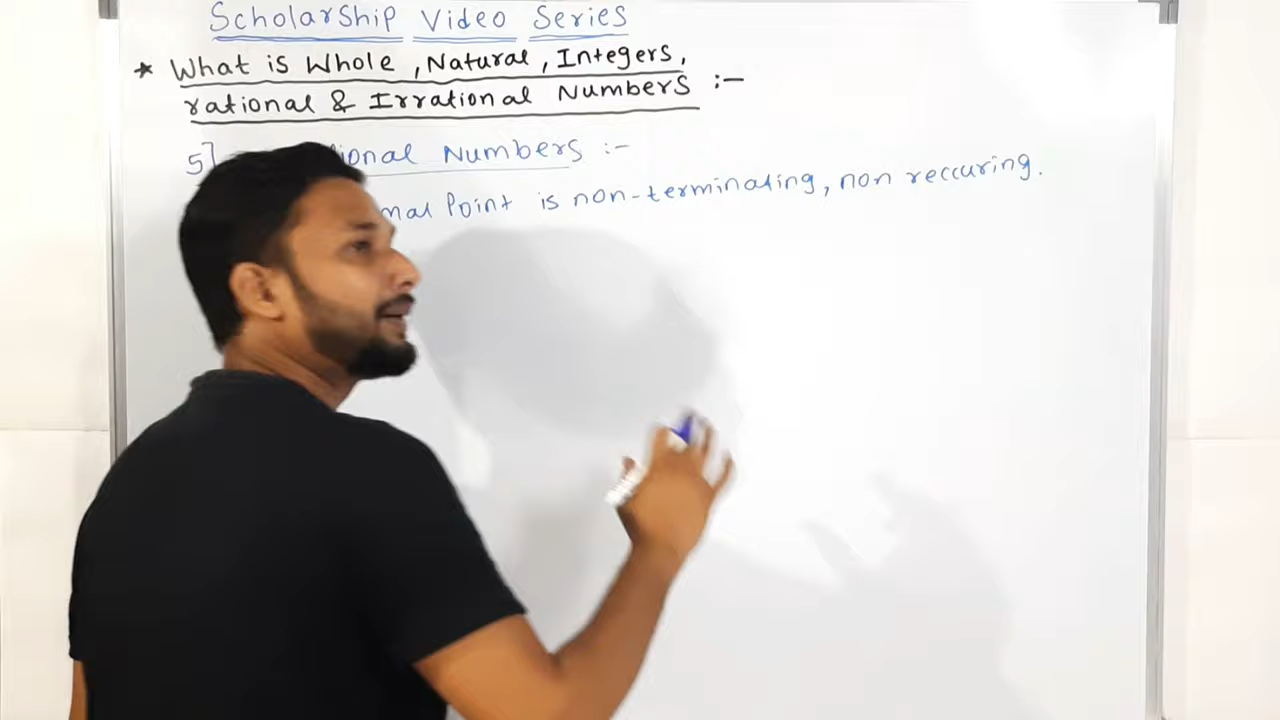 Scholarship Video Series
* What is Whole, Natural, Integers,
rational & Irrational Numbers :-
5] Numbers :-
Point is non-terminating, non reccuring.